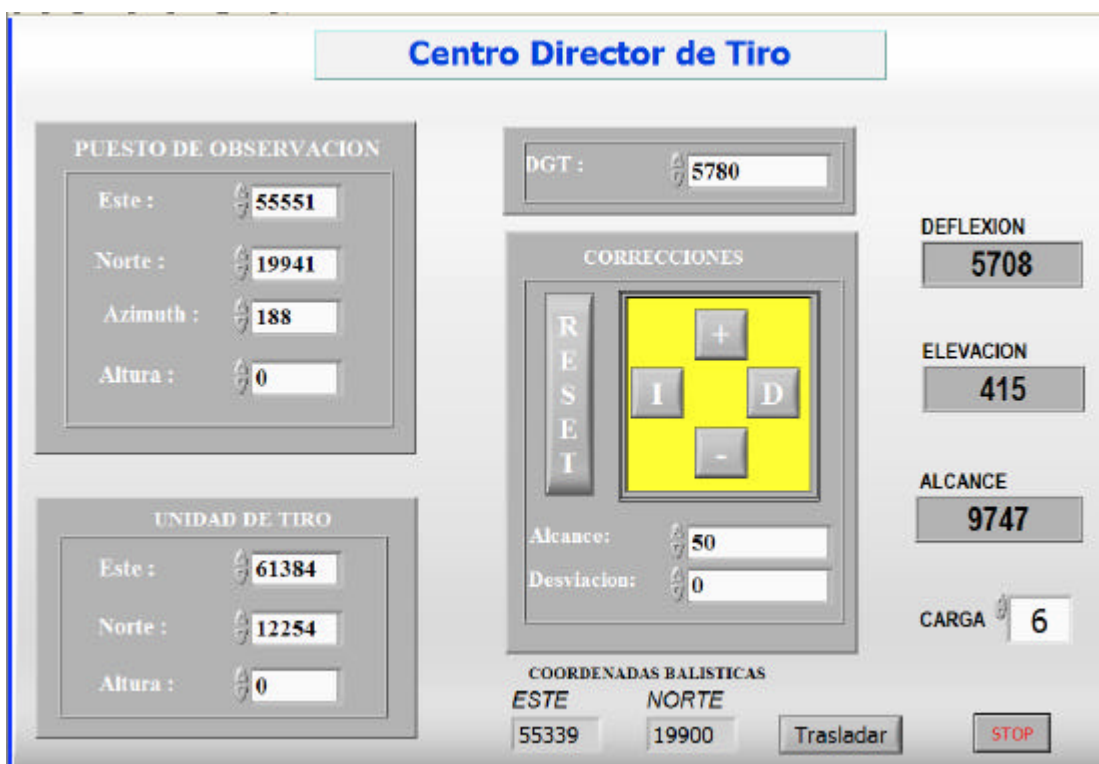 Centro Director de Tiro
PUESTO DE OBSERVACION
Este : 55551
Norte : 19941
Azimuth : 188
Altura : 0
UNIDAD DE TIRO
Este : 61384
Norte : 12254
Altura : 0
DGT : 5780
CORRECCIONES
RESET
+
I D
-
Alcance: 50
Desviacion: 0
COORDENADAS BALISTICAS
ESTE NORTE
55339 19900
Trasladar
DEFLEXION
5708
ELEVACION
415
ALCANCE
9747
CARGA 6
STOP